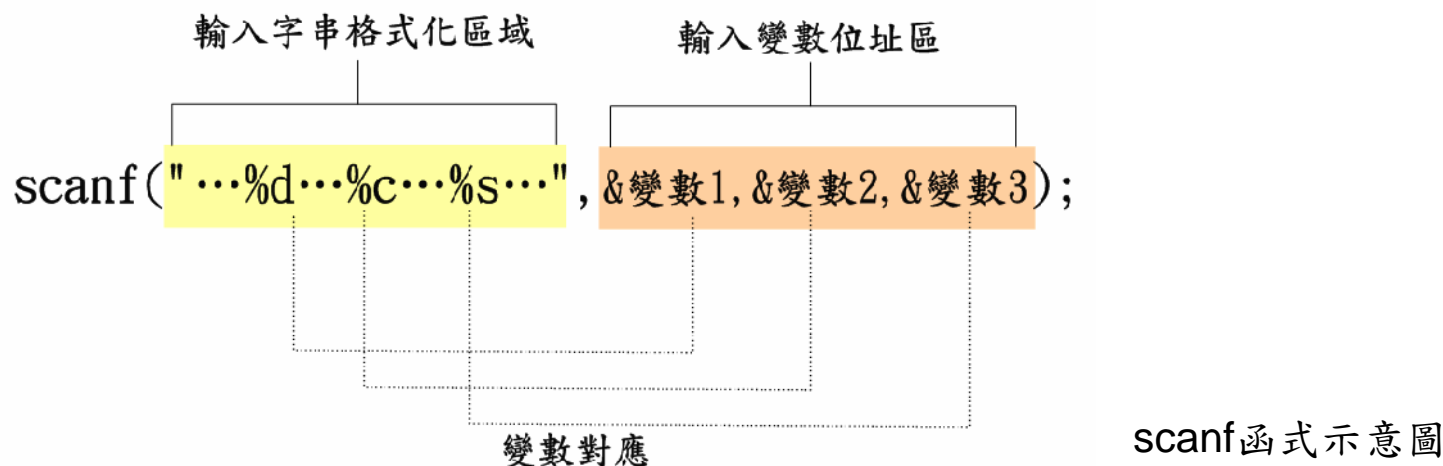 輸入字串格式化區域
輸入變數位址區
scanf("…%d…%c…%s…",&變數1,&變數2,&變數3);
變數對應
scanf函式示意圖